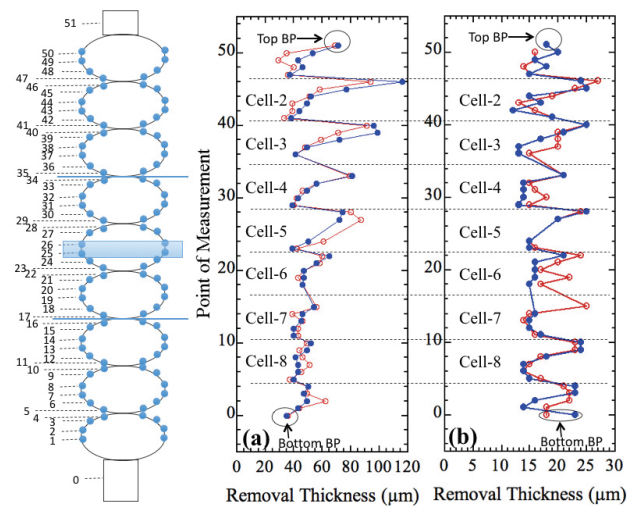 51
50
49
48
47
46
45
44
43
42
41
40
39
38
37
36
35
34
33
32
31
30
29
28
27
26
25
24
23
22
21
20
19
18
17
16
15
14
13
12
11
10
9
8
7
6
5
4
3
2
1
0
Point of Measurement
50
40
30
20
10
0
Top BP
Cell-2
Cell-3
Cell-4
Cell-5
Cell-6
Cell-7
Cell-8
(a)
Bottom BP
0 20 40 60 80 100 120
Removal Thickness (µm)
50
40
30
20
10
0
Top BP
Cell-2
Cell-3
Cell-4
Cell-5
Cell-6
Cell-7
Cell-8
(b)
Bottom BP
5 10 15 20 25 30
Removal Thickness (µm)